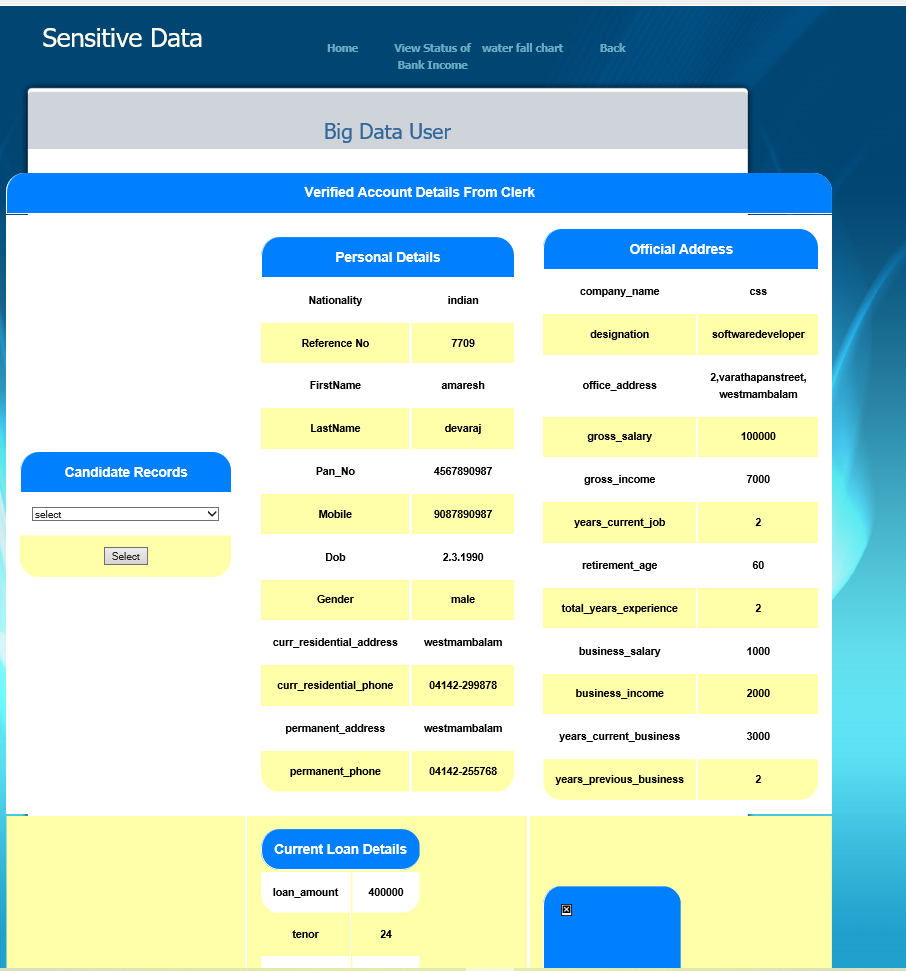 Sensitive Data
Home View Status of Bank Income water fall chart Back
Big Data User
Verified Account Details From Clerk
Candidate Records
select
Select
Personal Details
Nationality indian
Reference No 7709
FirstName amaresh
LastName devaraj
Pan_No 4567890987
Mobile 9087890987
Dob 2.3.1990
Gender male
curr_residential_address westmambalam
curr_residential_phone 04142-299878
permanent_address westmambalam
permanent_phone 04142-255768
Official Address
company_name css
designation softwaredeveloper
office_address 2,varathapanstreet,
westmambalam
gross_salary 100000
gross_income 7000
years_current_job 2
retirement_age 60
total_years_experience 2
business_salary 1000
business_income 2000
years_current_business 3000
years_previous_business 2
Current Loan Details
loan_amount 400000
tenor 24